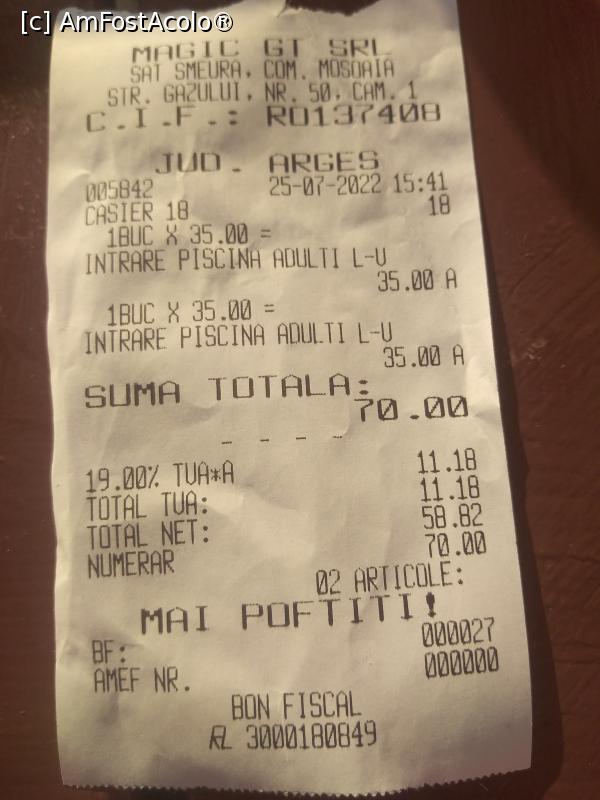 [c] AmFostAcolo®
MAGIC GT SRL
SAT SMEURA, COM. MOSOAIA
STR. GAZULUI, NR. 50, CAM. 1
C.I.F.: RO137408
JUD. ARGES
005842 25-07-2022 15:41
CASIER 18 18
1BUC X 35.00 =
INTRARE PISCINA ADULTI L-V
35.00 A
1BUC X 35.00 =
INTRARE PISCINA ADULTI L-V
35.00 A
SUMA TOTALA:
70.00
- - - -
19.00% TVA*A 11.18
TOTAL TVA: 11.18
TOTAL NET: 58.82
NUMERAR 70.00
02 ARTICOLE:
MAI POFTITI!
BF: 000027
AMEF NR. 000000
BON FISCAL
3000180849